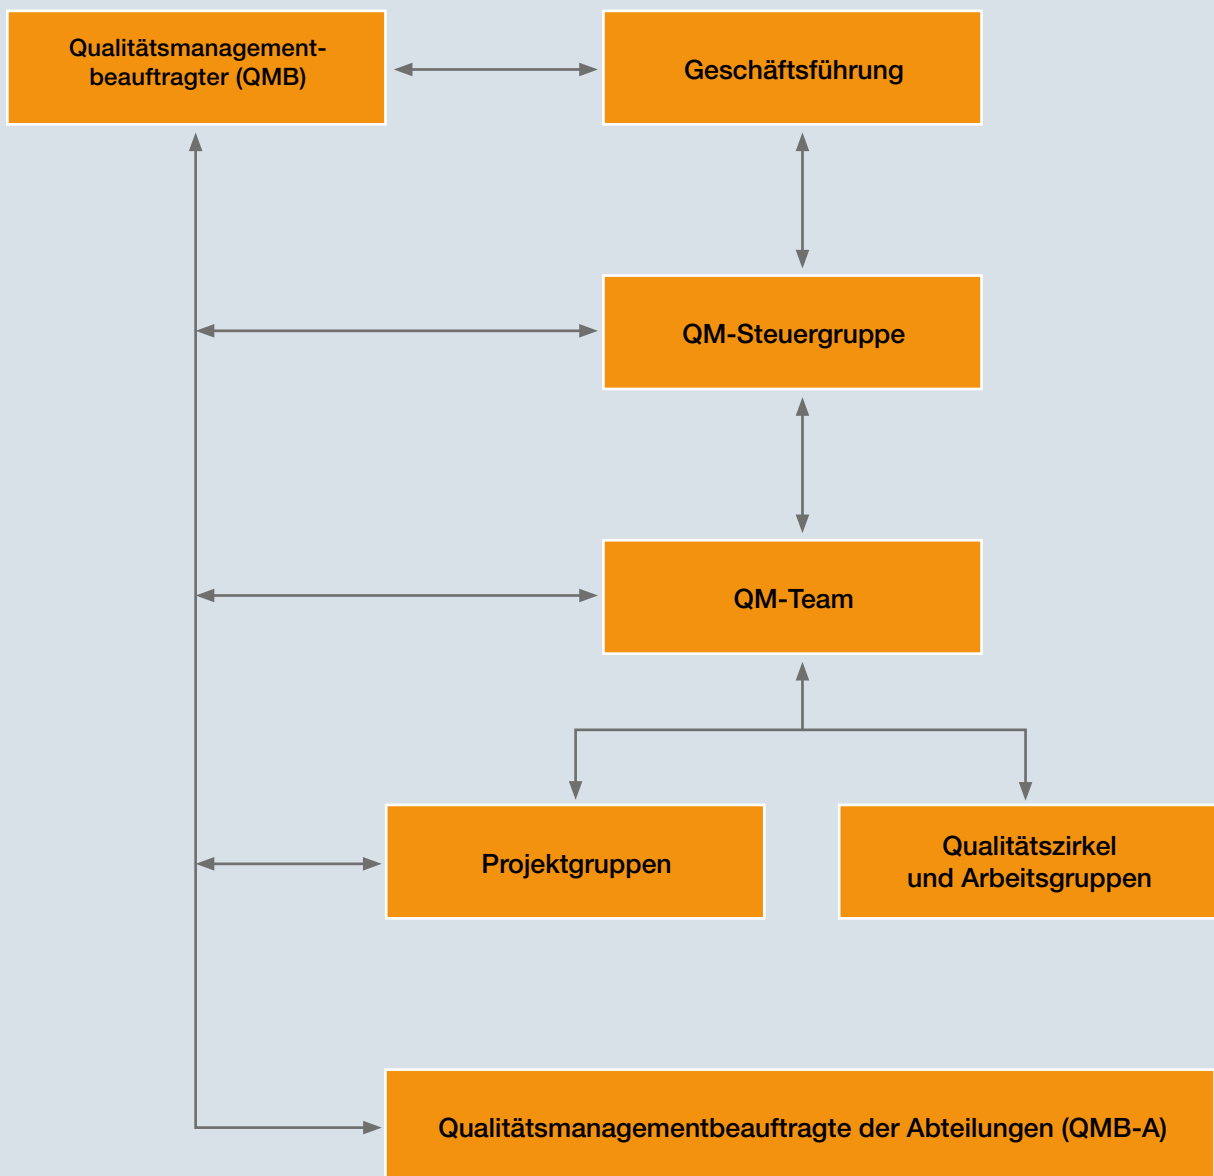 Qualitätsmanagement-
beauftragter (QMB)
Geschäftsführung
QM-Steuergruppe
QM-Team
Projektgruppen
Qualitätszirkel
und Arbeitsgruppen
Qualitätsmanagementbeauftragte der Abteilungen (QMB-A)